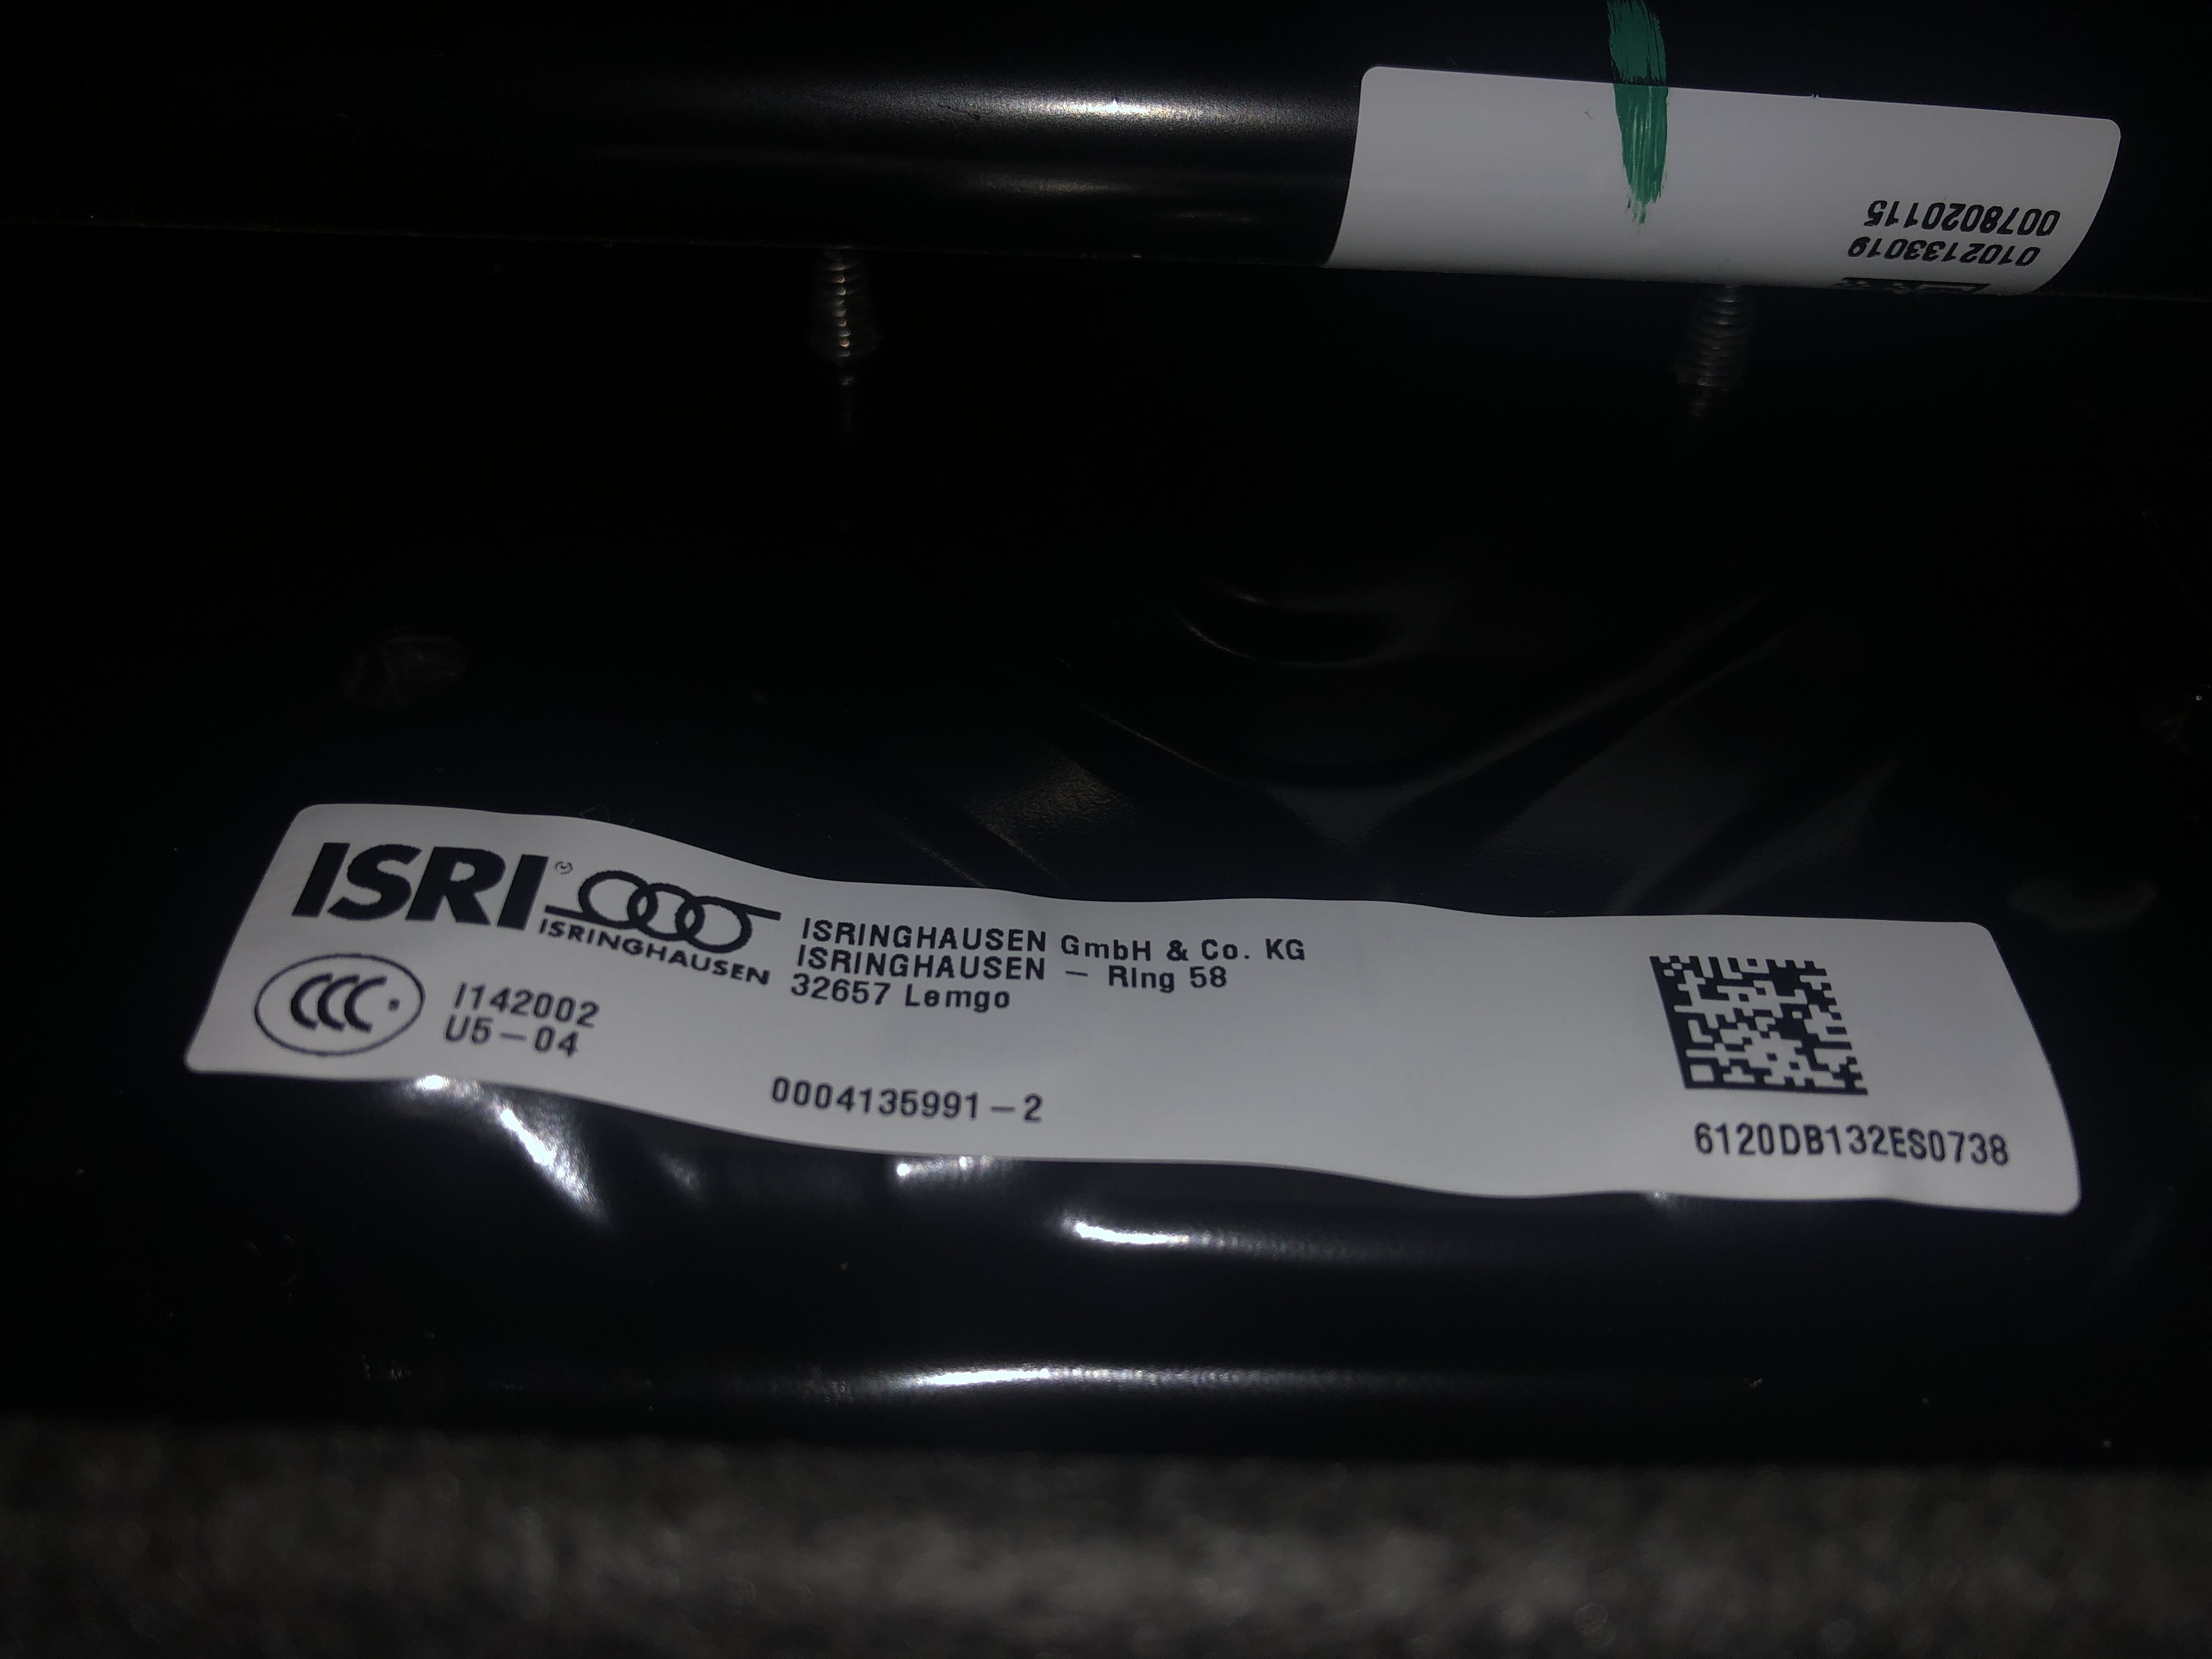 0078020115
0102133019
ISRI®
ISRINGHAUSEN
ISRINGHAUSEN GmbH & Co. KG
ISRINGHAUSEN – RIng 58
32657 Lemgo
CCC
I142002
U5–04
0004135991–2
6120DB132ES0738